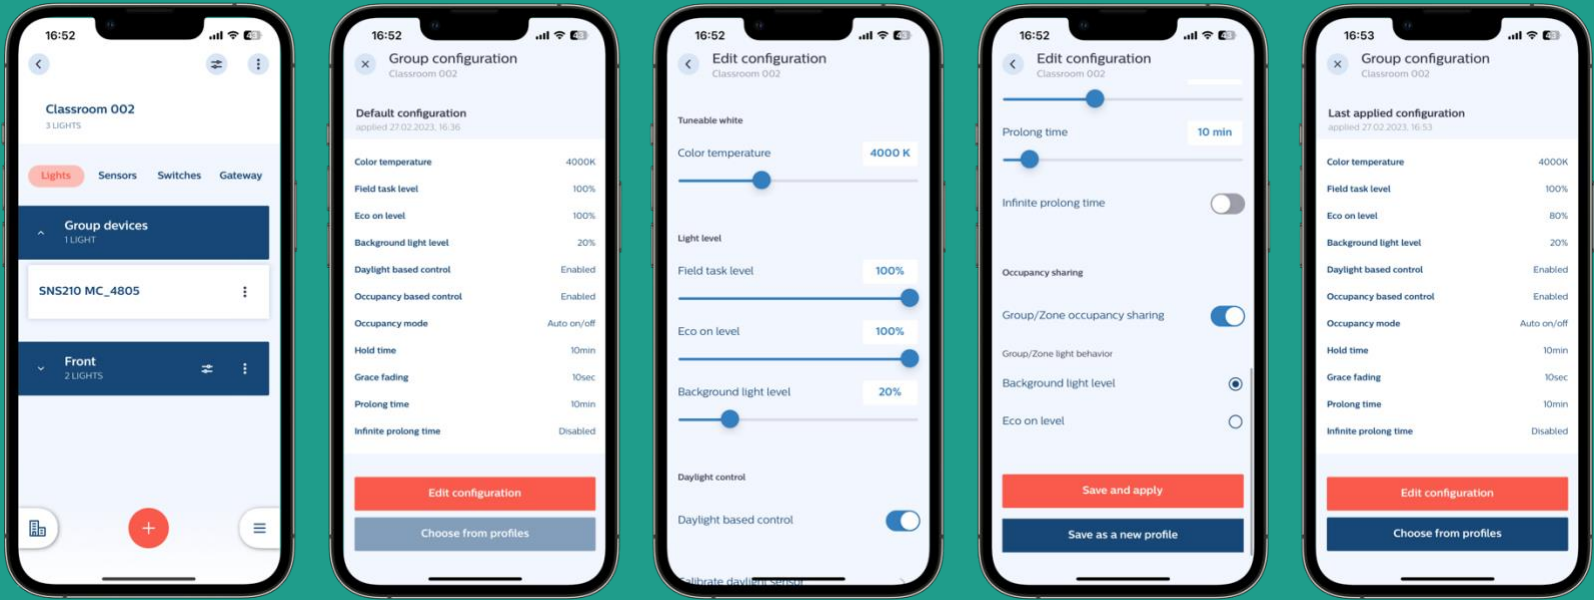 16:52
Classroom 002
3 LIGHTS
Lights Sensors Switches Gateway
Group devices
1 LIGHT
SNS210 MC_4805
Front
2 LIGHTS
16:52
Group configuration
Classroom 002
Default configuration
applied 27.02.2023, 16:36
Color temperature 4000K
Field task level 100%
Eco on level 100%
Background light level 20%
Daylight based control Enabled
Occupancy based control Enabled
Occupancy mode Auto on/off
Hold time 10min
Grace fading 10sec
Prolong time 10min
Infinite prolong time Disabled
Edit configuration
Choose from profiles
16:52
Edit configuration
Classroom 002
Tuneable white
Color temperature 4000 K
Light level
Field task level 100%
Eco on level 100%
Background light level 20%
Daylight control
Daylight based control
Calibrate daylight sensor
16:52
Edit configuration
Classroom 002
Prolong time 10 min
Infinite prolong time
Occupancy sharing
Group/Zone occupancy sharing
Group/Zone light behavior
Background light level
Eco on level
Save and apply
Save as a new profile
16:53
Group configuration
Classroom 002
Last applied configuration
applied 27.02.2023, 16:53
Color temperature 4000K
Field task level 100%
Eco on level 80%
Background light level 20%
Daylight based control Enabled
Occupancy based control Enabled
Occupancy mode Auto on/off
Hold time 10min
Grace fading 10sec
Prolong time 10min
Infinite prolong time Disabled
Edit configuration
Choose from profiles